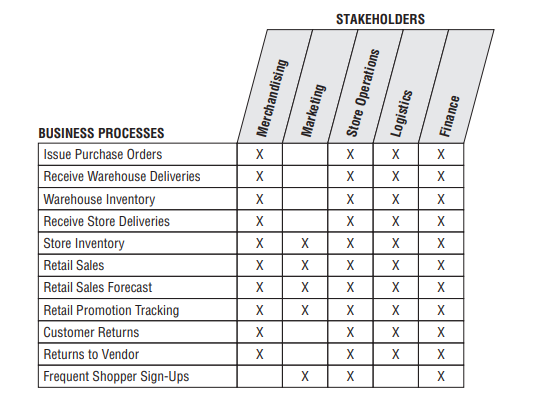 STAKEHOLDERS
Merchandising
Marketing
Store Operations
Logistics
Finance
BUSINESS PROCESSES
Issue Purchase Orders X X X X
Receive Warehouse Deliveries X X X X
Warehouse Inventory X X X X
Receive Store Deliveries X X X X
Store Inventory X X X X X
Retail Sales X X X X X
Retail Sales Forecast X X X X X
Retail Promotion Tracking X X X X X
Customer Returns X X X X
Returns to Vendor X X X X
Frequent Shopper Sign-Ups X X X